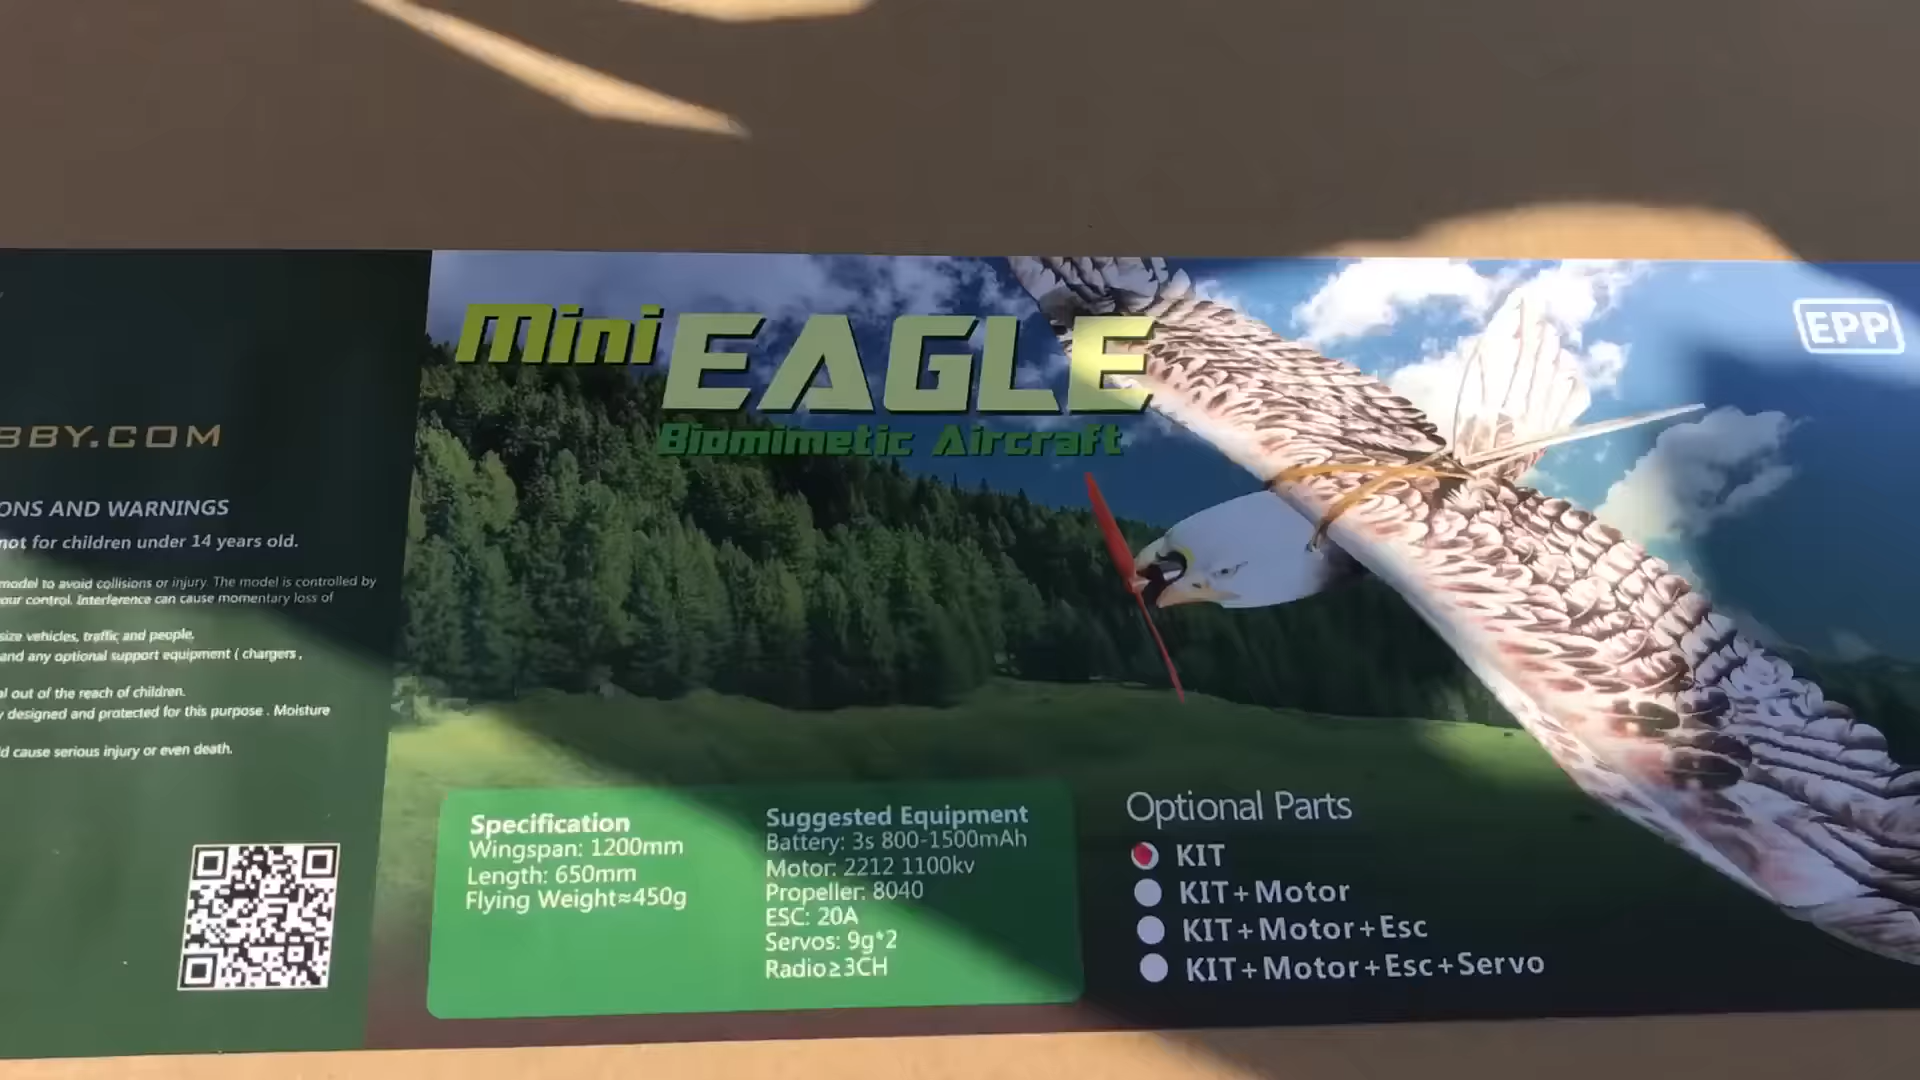 BBY.COM
ONS AND WARNINGS
not for children under 14 years old.
model to avoid collisions or injury. The model is controlled by
our control. Interference can cause momentary loss of
size vehicles, traffic and people.
and any optional support equipment ( chargers ,
al out of the reach of children.
y designed and protected for this purpose . Moisture
ld cause serious injury or even death.
Mini EAGLE
Biomimetic Aircraft
EPP
Specification
Wingspan: 1200mm
Length: 650mm
Flying Weight≈450g
Suggested Equipment
Battery: 3s 800-1500mAh
Motor: 2212 1100kv
Propeller: 8040
ESC: 20A
Servos: 9g*2
Radio≥3CH
Optional Parts
KIT
KIT+Motor
KIT+Motor+Esc
KIT+Motor+Esc+Servo